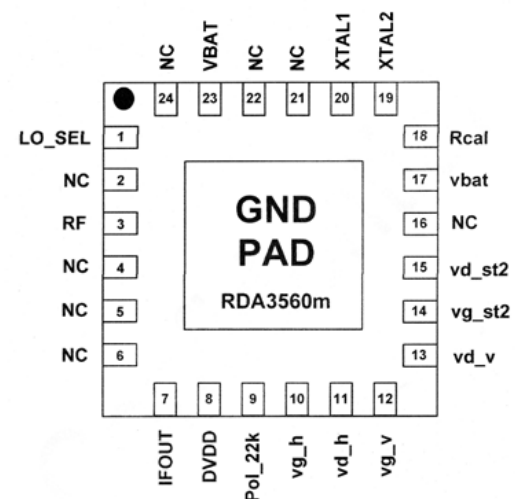 NC
VBAT
NC
NC
XTAL1
XTAL2
24
23
22
21
20
19
LO_SEL 1
NC 2
RF 3
NC 4
NC 5
NC 6
GND
PAD
RDA3560m
18 Rcal
17 vbat
16 NC
15 vd_st2
14 vg_st2
13 vd_v
7
8
9
10
11
12
IFOUT
DVDD
Pol_22k
vg_h
vd_h
vg_v